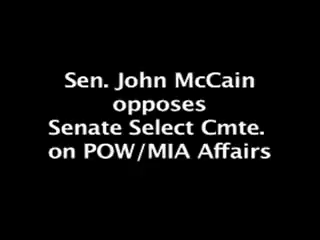 Sen. John McCain
opposes
Senate Select Cmte.
on POW/MIA Affairs